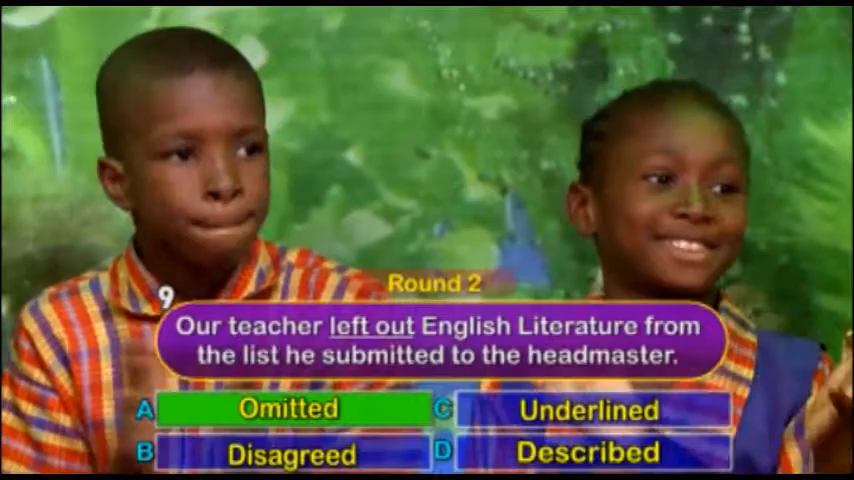 Round 2
9
Our teacher left out English Literature from
the list he submitted to the headmaster.
A Omitted
C Underlined
B Disagreed
D Described